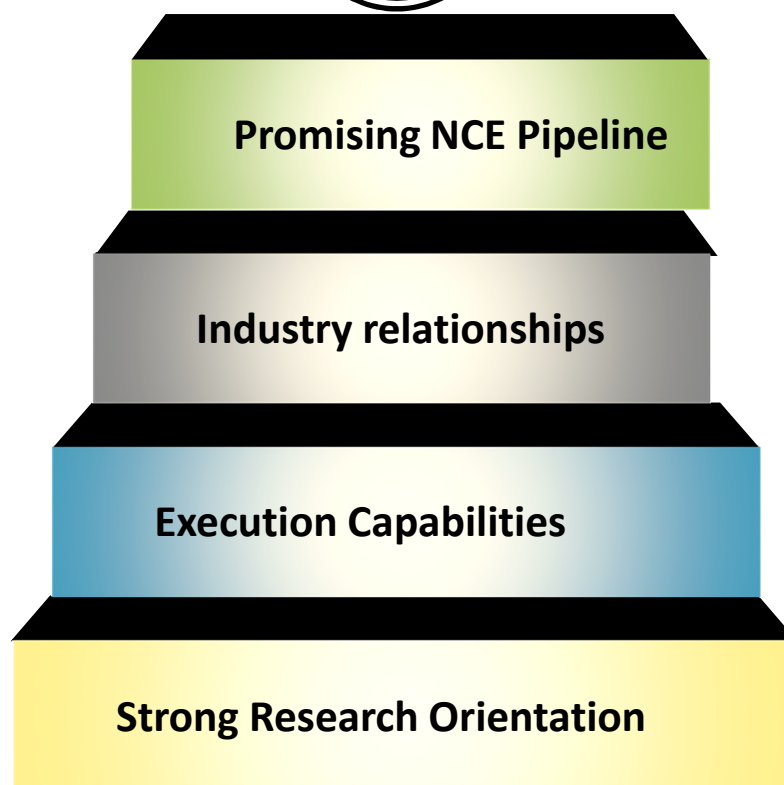 Promising NCE Pipeline
Industry relationships
Execution Capabilities
Strong Research Orientation